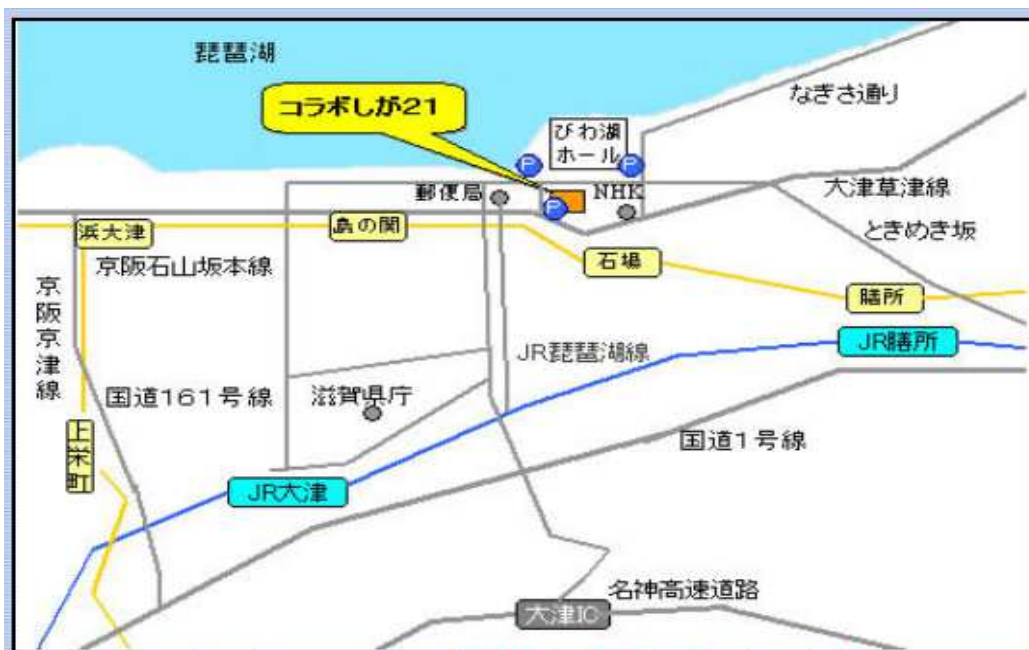 琵琶湖
なぎさ通り
コラボしが21
びわ湖
ホール
P
P
郵便局
NHK
大津草津線
P
浜大津
島の関
ときめき坂
京阪石山坂本線
石場
京阪京津線
膳所
JR琵琶湖線
JR膳所
国道161号線
滋賀県庁
上栄町
国道1号線
JR大津
名神高速道路
大津IC